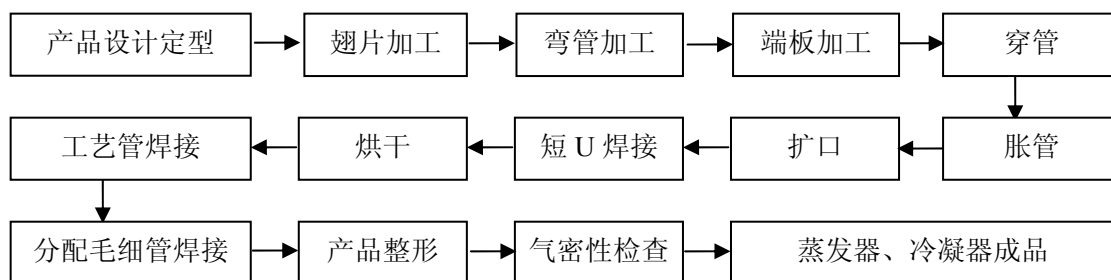 产品设计定型 翅片加工 弯管加工 端板加工 穿管
工艺管焊接 烘干 短 U 焊接 扩口 胀管
分配毛细管焊接 产品整形 气密性检查 蒸发器、冷凝器成品